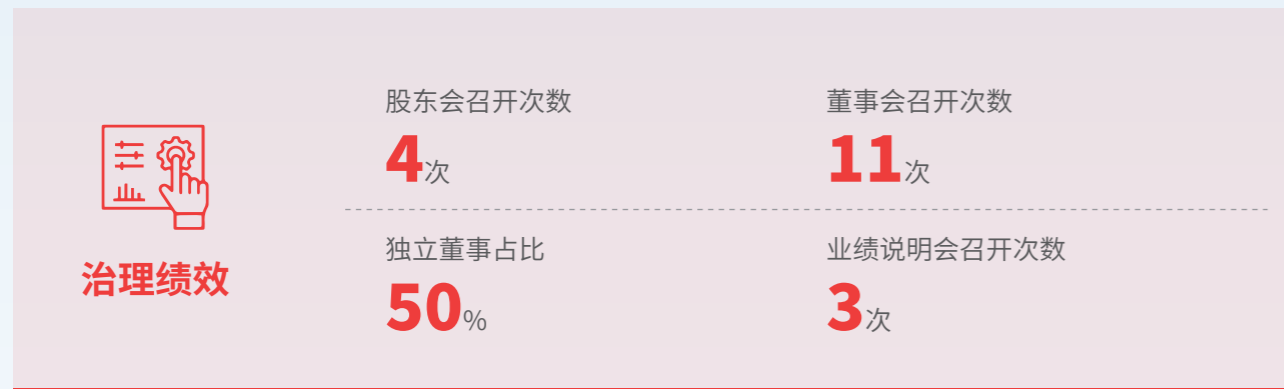 治理绩效
股东会召开次数
4次
董事会召开次数
11次
独立董事占比
50%
业绩说明会召开次数
3次